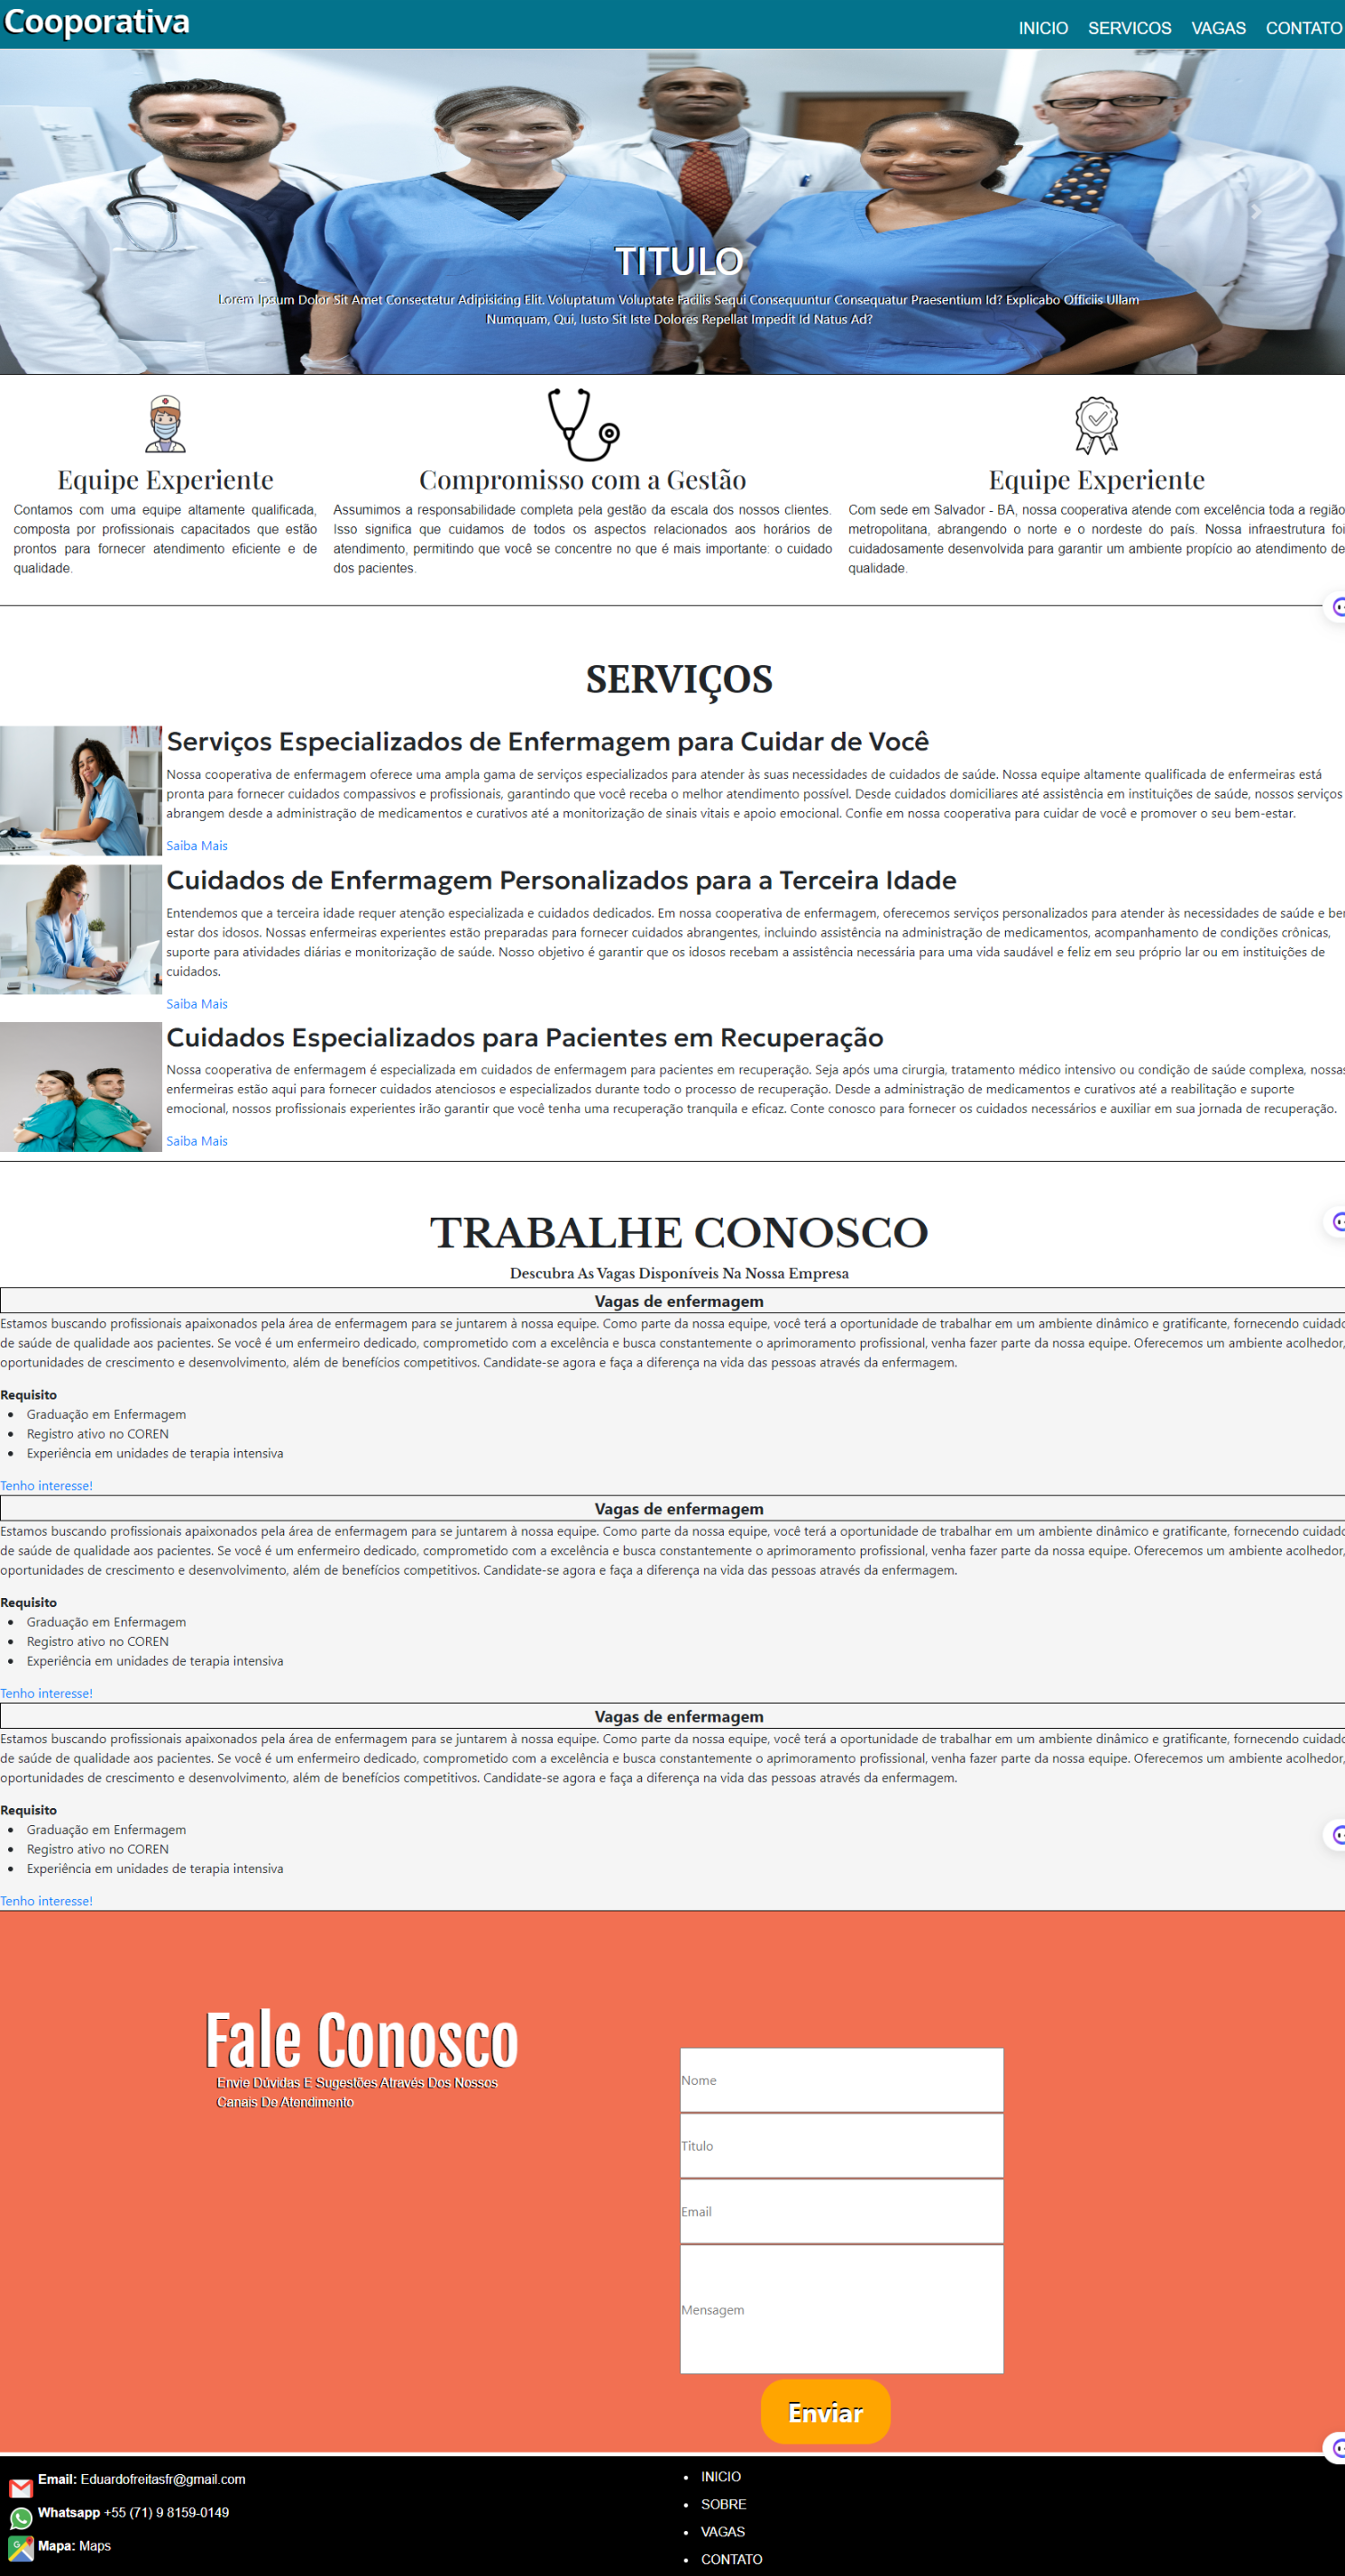 Cooporativa
INICIO SERVICOS VAGAS CONTATO
TITULO
Lorem Ipsum Dolor Sit Amet Consectetur Adipisicing Elit. Voluptatum Voluptate Facilis Sequi Consequuntur Consequatur Praesentium Id? Explicabo Officiis Ullam
Numquam, Qui, Iusto Sit Iste Dolores Repellat Impedit Id Natus Ad?
Equipe Experiente
Contamos com uma equipe altamente qualificada,
composta por profissionais capacitados que estão
prontos para fornecer atendimento eficiente e de
qualidade.
Compromisso com a Gestão
Assumimos a responsabilidade completa pela gestão da escala dos nossos clientes.
Isso significa que cuidamos de todos os aspectos relacionados aos horários de
atendimento, permitindo que você se concentre no que é mais importante: o cuidado
dos pacientes.
Equipe Experiente
Com sede em Salvador - BA, nossa cooperativa atende com excelência toda a região
metropolitana, abrangendo o norte e o nordeste do país. Nossa infraestrutura foi
cuidadosamente desenvolvida para garantir um ambiente propício ao atendimento de
qualidade.
SERVIÇOS
Serviços Especializados de Enfermagem para Cuidar de Você
Nossa cooperativa de enfermagem oferece uma ampla gama de serviços especializados para atender às suas necessidades de cuidados de saúde. Nossa equipe altamente qualificada de enfermeiras está
pronta para fornecer cuidados compassivos e profissionais, garantindo que você receba o melhor atendimento possível. Desde cuidados domiciliares até assistência em instituições de saúde, nossos serviços
abrangem desde a administração de medicamentos e curativos até a monitorização de sinais vitais e apoio emocional. Confie em nossa cooperativa para cuidar de você e promover o seu bem-estar.
Saiba Mais
Cuidados de Enfermagem Personalizados para a Terceira Idade
Entendemos que a terceira idade requer atenção especializada e cuidados dedicados. Em nossa cooperativa de enfermagem, oferecemos serviços personalizados para atender às necessidades de saúde e be
estar dos idosos. Nossas enfermeiras experientes estão preparadas para fornecer cuidados abrangentes, incluindo assistência na administração de medicamentos, acompanhamento de condições crônicas,
suporte para atividades diárias e monitorização de saúde. Nosso objetivo é garantir que os idosos recebam a assistência necessária para uma vida saudável e feliz em seu próprio lar ou em instituições de
cuidados.
Saiba Mais
Cuidados Especializados para Pacientes em Recuperação
Nossa cooperativa de enfermagem é especializada em cuidados de enfermagem para pacientes em recuperação. Seja após uma cirurgia, tratamento médico intensivo ou condição de saúde complexa, nossas
enfermeiras estão aqui para fornecer cuidados atenciosos e especializados durante todo o processo de recuperação. Desde a administração de medicamentos e curativos até a reabilitação e suporte
emocional, nossos profissionais experientes irão garantir que você tenha uma recuperação tranquila e eficaz. Conte conosco para fornecer os cuidados necessários e auxiliar em sua jornada de recuperação.
Saiba Mais
TRABALHE CONOSCO
Descubra As Vagas Disponíveis Na Nossa Empresa
Vagas de enfermagem
Estamos buscando profissionais apaixonados pela área de enfermagem para se juntarem à nossa equipe. Como parte da nossa equipe, você terá a oportunidade de trabalhar em um ambiente dinâmico e gratificante, fornecendo cuidado
de saúde de qualidade aos pacientes. Se você é um enfermeiro dedicado, comprometido com a excelência e busca constantemente o aprimoramento profissional, venha fazer parte da nossa equipe. Oferecemos um ambiente acolhedor,
oportunidades de crescimento e desenvolvimento, além de benefícios competitivos. Candidate-se agora e faça a diferença na vida das pessoas através da enfermagem.
Requisito
• Graduação em Enfermagem
• Registro ativo no COREN
• Experiência em unidades de terapia intensiva
Tenho interesse!
Vagas de enfermagem
Estamos buscando profissionais apaixonados pela área de enfermagem para se juntarem à nossa equipe. Como parte da nossa equipe, você terá a oportunidade de trabalhar em um ambiente dinâmico e gratificante, fornecendo cuidado
de saúde de qualidade aos pacientes. Se você é um enfermeiro dedicado, comprometido com a excelência e busca constantemente o aprimoramento profissional, venha fazer parte da nossa equipe. Oferecemos um ambiente acolhedor,
oportunidades de crescimento e desenvolvimento, além de benefícios competitivos. Candidate-se agora e faça a diferença na vida das pessoas através da enfermagem.
Requisito
• Graduação em Enfermagem
• Registro ativo no COREN
• Experiência em unidades de terapia intensiva
Tenho interesse!
Vagas de enfermagem
Estamos buscando profissionais apaixonados pela área de enfermagem para se juntarem à nossa equipe. Como parte da nossa equipe, você terá a oportunidade de trabalhar em um ambiente dinâmico e gratificante, fornecendo cuidado
de saúde de qualidade aos pacientes. Se você é um enfermeiro dedicado, comprometido com a excelência e busca constantemente o aprimoramento profissional, venha fazer parte da nossa equipe. Oferecemos um ambiente acolhedor,
oportunidades de crescimento e desenvolvimento, além de benefícios competitivos. Candidate-se agora e faça a diferença na vida das pessoas através da enfermagem.
Requisito
• Graduação em Enfermagem
• Registro ativo no COREN
• Experiência em unidades de terapia intensiva
Tenho interesse!
Fale Conosco
Envie Dúvidas E Sugestões Através Dos Nossos
Canais De Atendimento
Nome
Titulo
Email
Mensagem
Enviar
Email: Eduardofreitasfr@gmail.com
Whatsapp +55 (71) 9 8159-0149
Mapa: Maps
• INICIO
• SOBRE
• VAGAS
• CONTATO